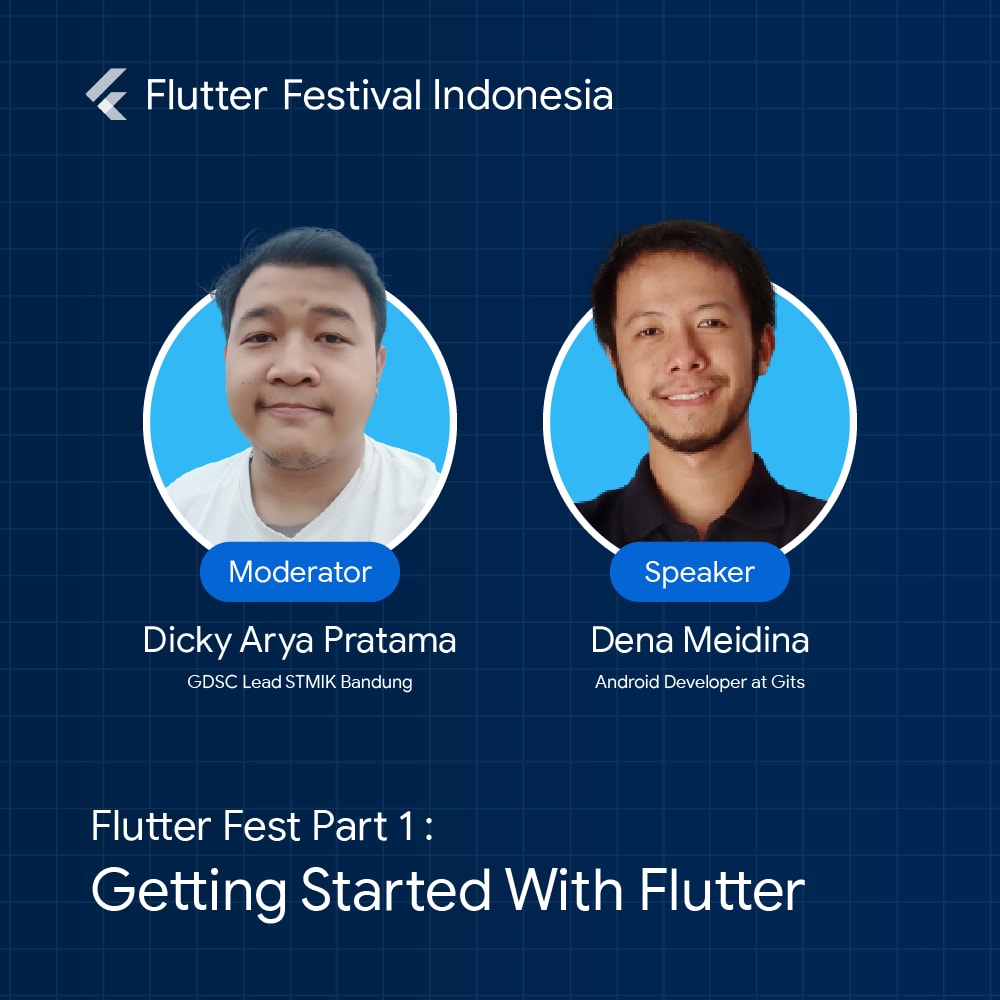 Flutter Festival Indonesia
Moderator
Dicky Arya Pratama
GDSC Lead STMIK Bandung
Speaker
Dena Meidina
Android Developer at Gits
Flutter Fest Part 1 :
Getting Started With Flutter